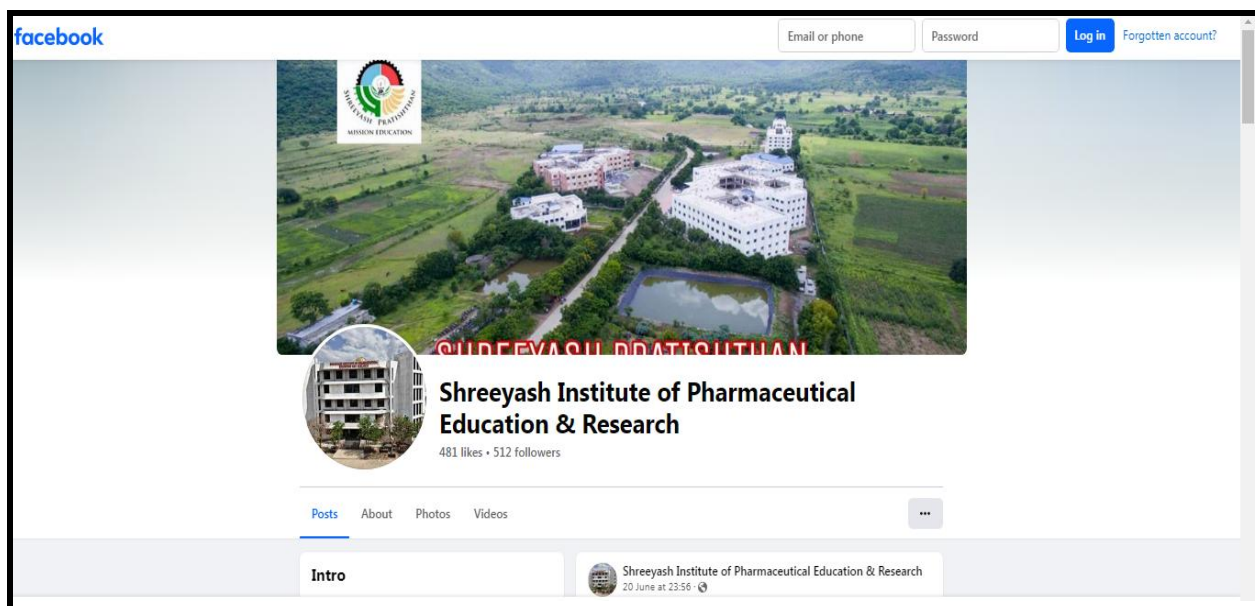 facebook
Email or phone
Password
Log in
Forgotten account?
SHREEYASH PRATISHTHAN
MISSION EDUCATION
SHREEYASH PRATISHTHAN
Shreeyash Institute of Pharmaceutical
Education & Research
481 likes • 512 followers
Posts
About
Photos
Videos
Intro
Shreeyash Institute of Pharmaceutical Education & Research
20 June at 23:56 ·